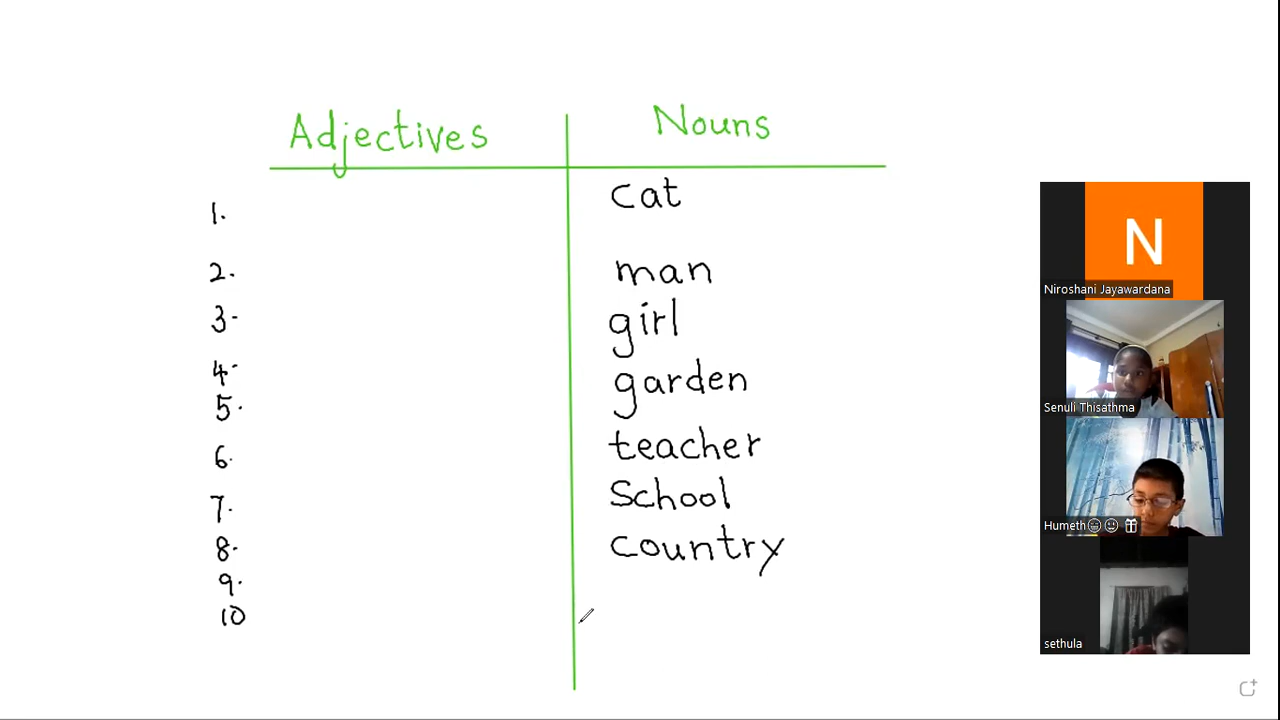 Adjectives Nouns
1. cat
2. man
3. girl
4. garden
5.
6. teacher
7. School
8. country
9.
10
N
Niroshani Jayawardana
Senuli Thisathma
Humeth😄🙂🎁
sethula